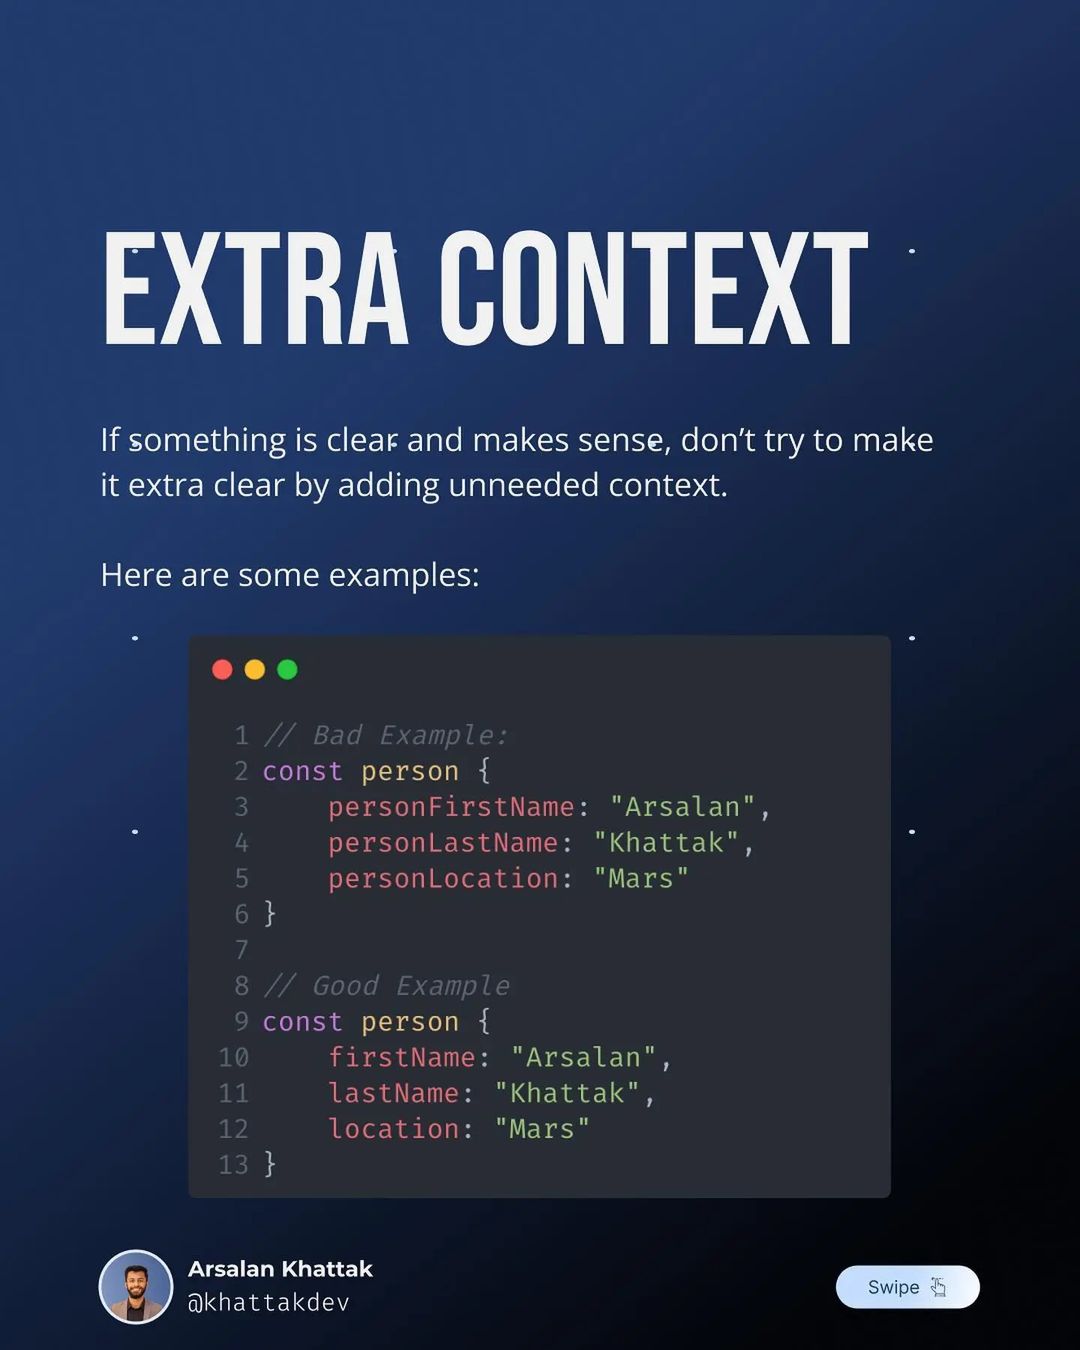 EXTRA CONTEXT
If something is clear and makes sense, don’t try to make
it extra clear by adding unneeded context.
Here are some examples:
1 // Bad Example:
2 const person {
3     personFirstName: "Arsalan",
4     personLastName: "Khattak",
5     personLocation: "Mars"
6 }
7
8 // Good Example
9 const person {
10     firstName: "Arsalan",
11     lastName: "Khattak",
12     location: "Mars"
13 }
Arsalan Khattak
@khattakdev
Swipe